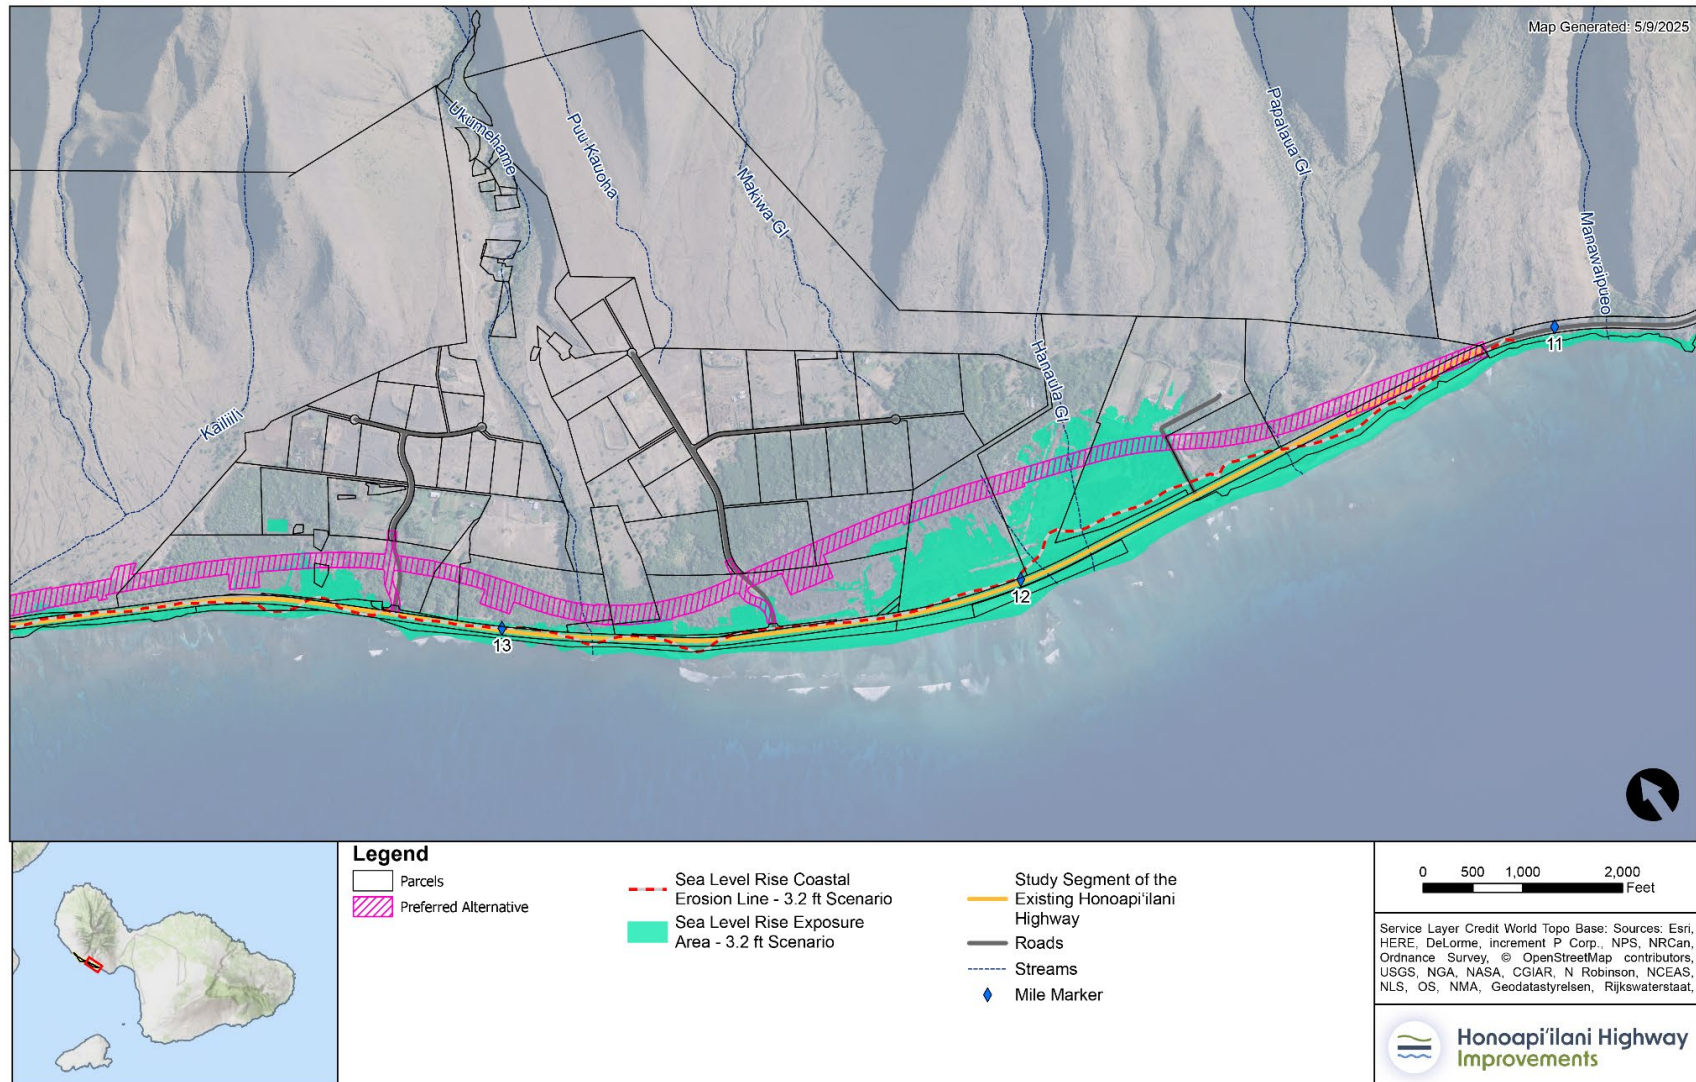 Map Generated: 5/9/2025
Ukumehame
Puu Kauoha
Makiwa Gl
Papalaua Gl
Manawaipueo
Hanaula Gl
Kailiili
11
12
13
Legend
Parcels
Preferred Alternative
Sea Level Rise Coastal
Erosion Line - 3.2 ft Scenario
Sea Level Rise Exposure
Area - 3.2 ft Scenario
Study Segment of the
Existing Honoapiʻilani
Highway
Roads
Streams
Mile Marker
0 500 1,000 2,000
Feet
Service Layer Credit World Topo Base: Sources: Esri,
HERE, DeLorme, increment P Corp., NPS, NRCan,
Ordnance Survey, © OpenStreetMap contributors,
USGS, NGA, NASA, CGIAR, N Robinson, NCEAS,
NLS, OS, NMA, Geodatastyrelsen, Rijkswaterstaat,
Honoapiʻilani Highway
Improvements